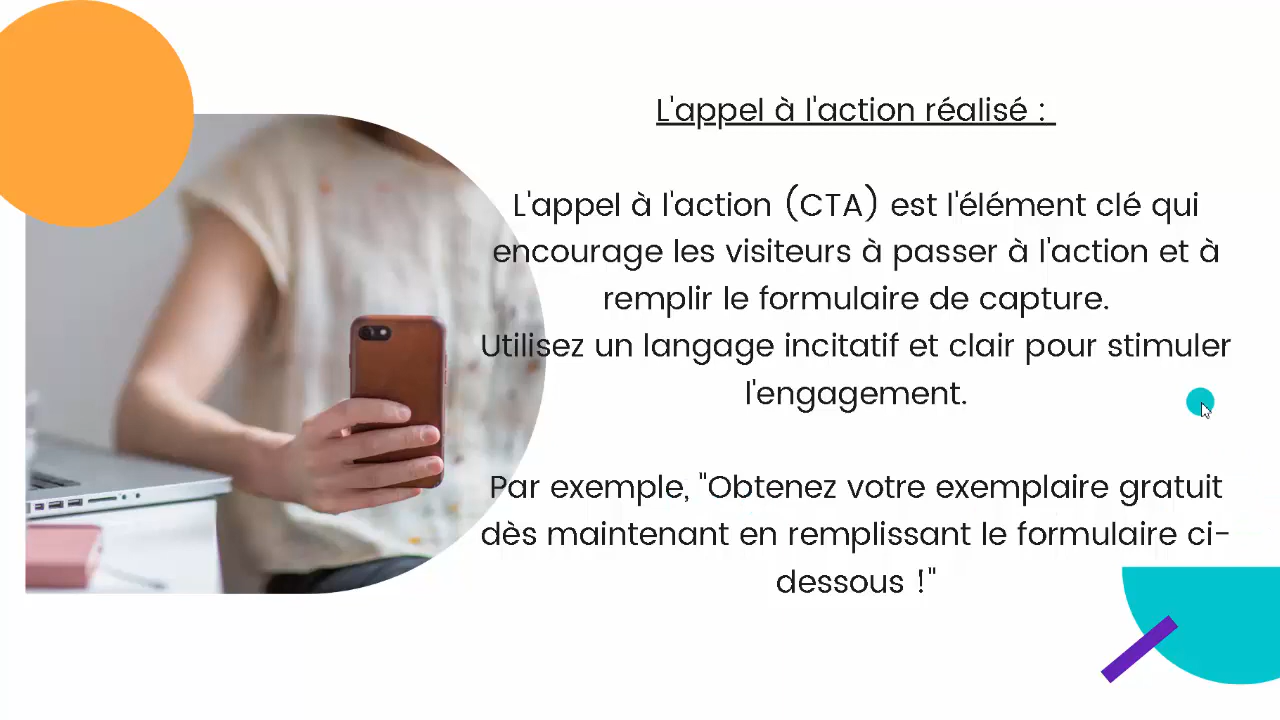 L'appel à l'action réalisé :
L'appel à l'action (CTA) est l'élément clé qui
encourage les visiteurs à passer à l'action et à
remplir le formulaire de capture.
Utilisez un langage incitatif et clair pour stimuler
l'engagement.
Par exemple, "Obtenez votre exemplaire gratuit
dès maintenant en remplissant le formulaire ci-
dessous !"